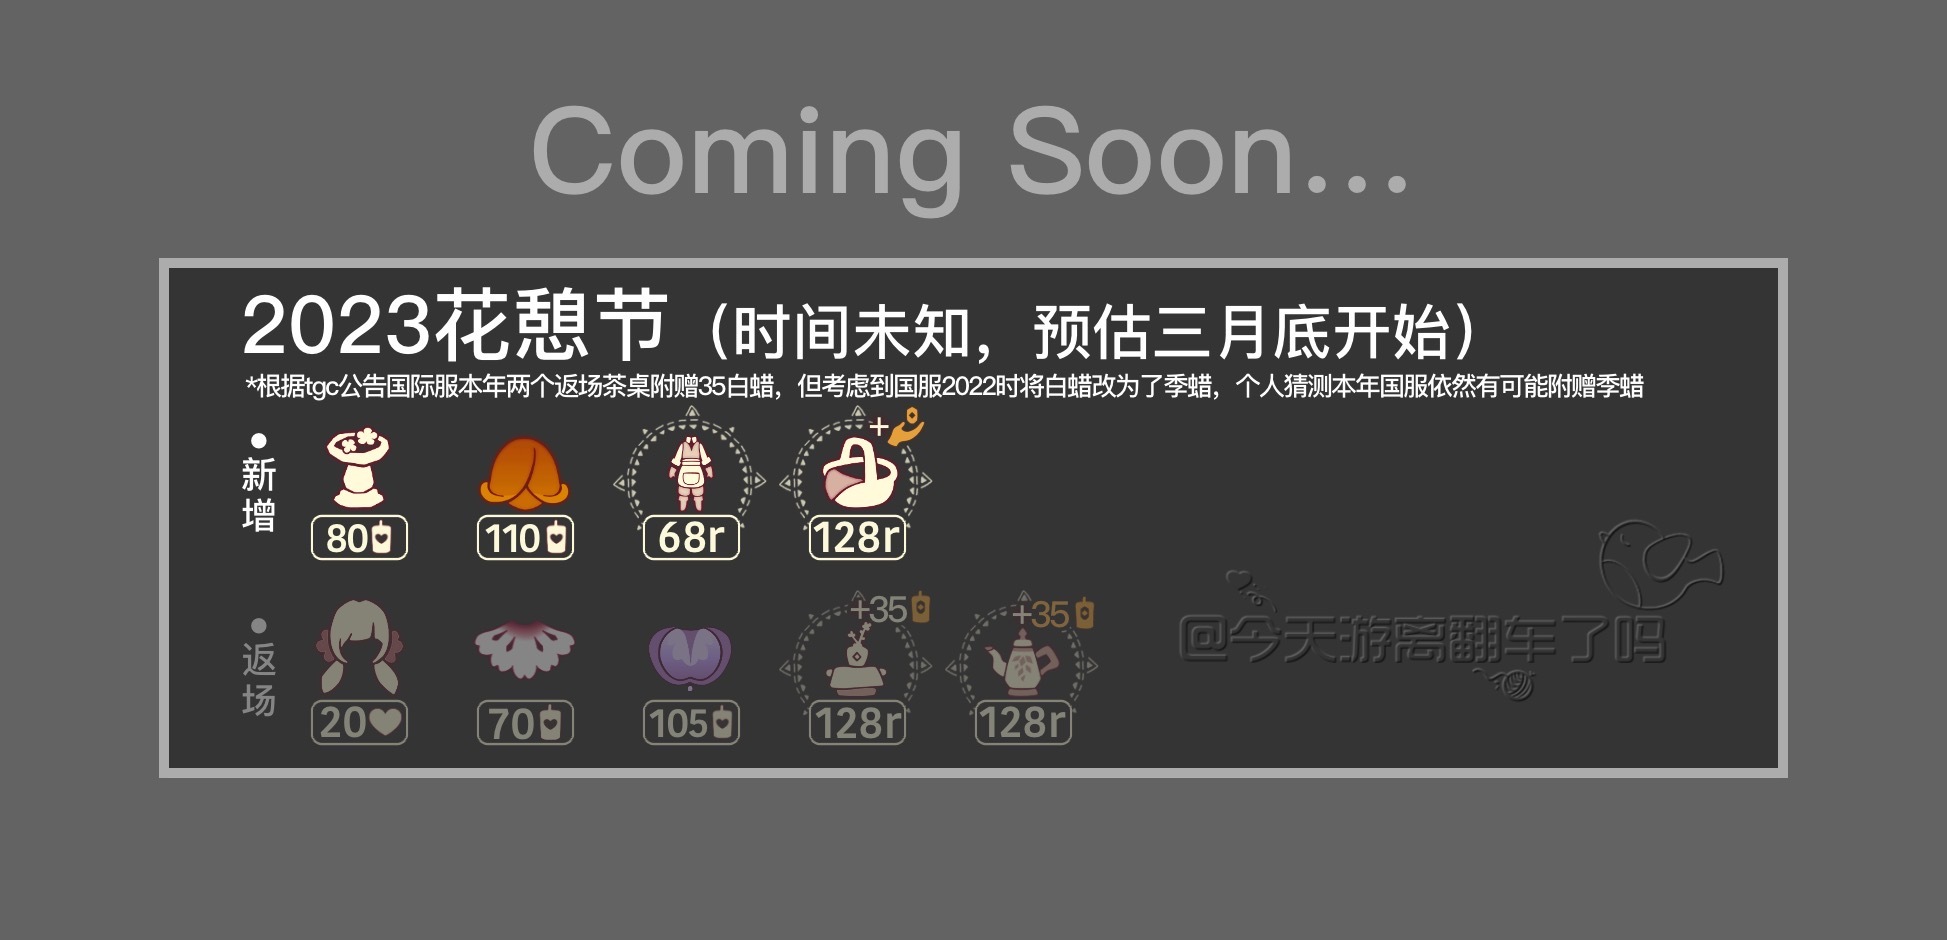 Coming Soon...
2023花憩节（时间未知，预估三月底开始）
*根据tgc公告国际服本年两个返场茶桌附赠35白蜡，但考虑到国服2022时将白蜡改为了季蜡，个人猜测本年国服依然有可能附赠季蜡
新增
+
80
110
68r
128r
返场
+35
+35
20
70
105
128r
128r
@今天游离翻车了吗